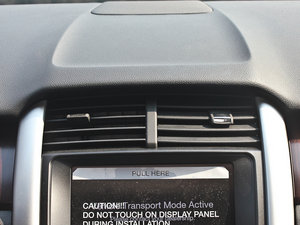 PULL HERE
Transport Mode Active
CAUTION!!!
DO NOT TOUCH ON DISPLAY PANEL
DURING INSTALLATION